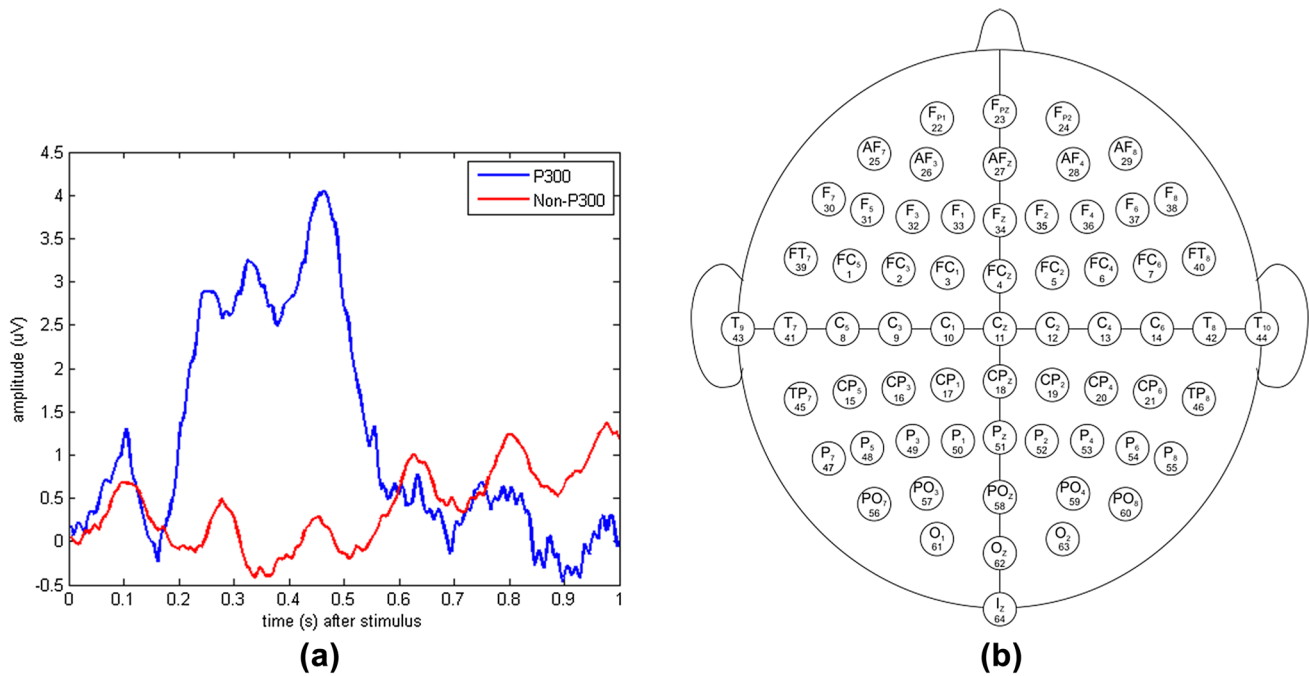 4.5
4
3.5
3
2.5
2
1.5
1
0.5
0
-0.5
amplitude (uV)
P300
Non-P300
0 0.1 0.2 0.3 0.4 0.5 0.6 0.7 0.8 0.9 1
time (s) after stimulus
(a)
FP1 FPZ FP2
22 23 24
AF7 AF3 AFZ AF4 AF8
25 26 27 28 29
F7 F5 F3 F1 FZ F2 F4 F6 F8
30 31 32 33 34 35 36 37 38
FT7 FC5 FC3 FC1 FCZ FC2 FC4 FC6 FT8
39 1 2 3 4 5 6 7 40
T9 T7 C5 C3 C1 CZ C2 C4 C6 T8 T10
43 41 8 9 10 11 12 13 14 42 44
TP7 CP5 CP3 CP1 CPZ CP2 CP4 CP6 TP8
45 15 16 17 18 19 20 21 46
P7 P5 P3 P1 PZ P2 P4 P6 P8
47 48 49 50 51 52 53 54 55
PO7 PO3 POZ PO4 PO8
56 57 58 59 60
O1 OZ O2
61 62 63
IZ
64
(b)